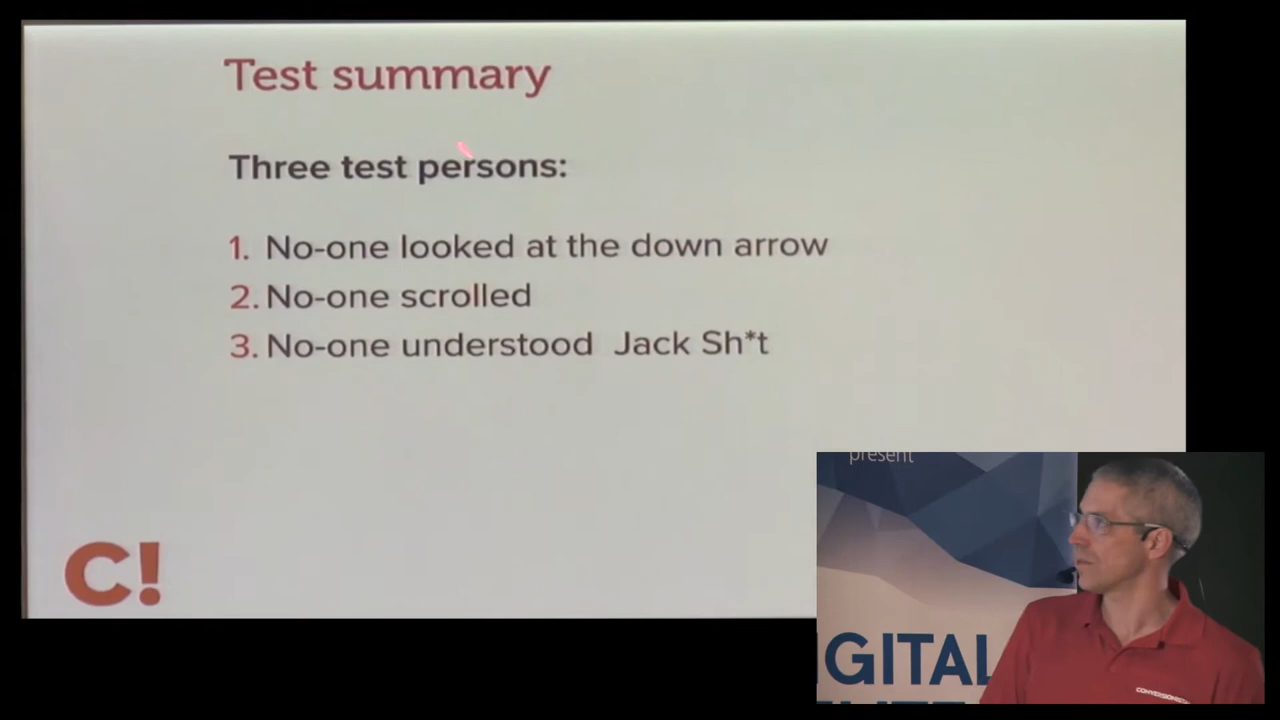 Test summary
Three test persons:
1. No-one looked at the down arrow
2. No-one scrolled
3. No-one understood Jack Sh*t
C!
present
IGITAL